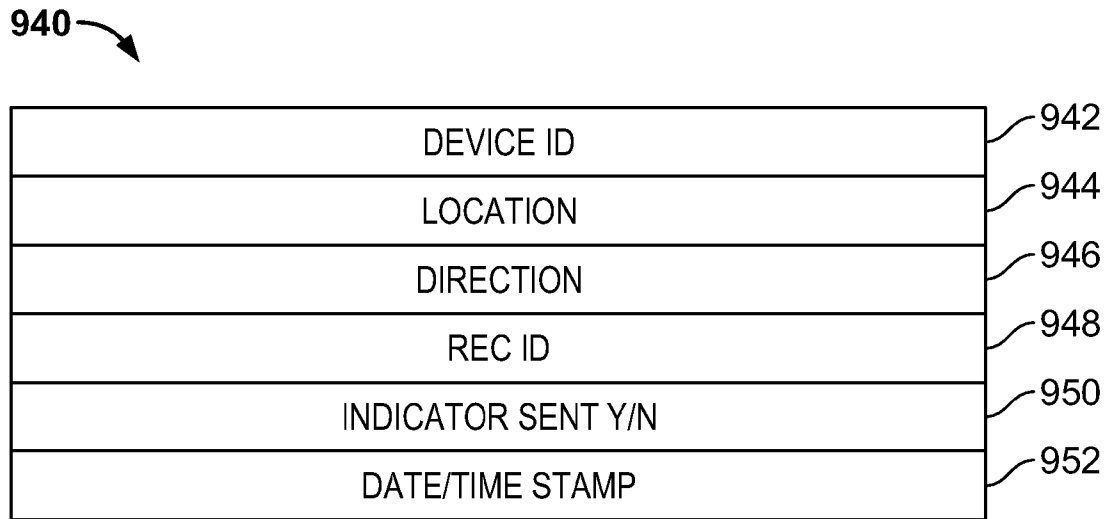 940
DEVICE ID 942
LOCATION 944
DIRECTION 946
REC ID 948
INDICATOR SENT Y/N 950
DATE/TIME STAMP 952